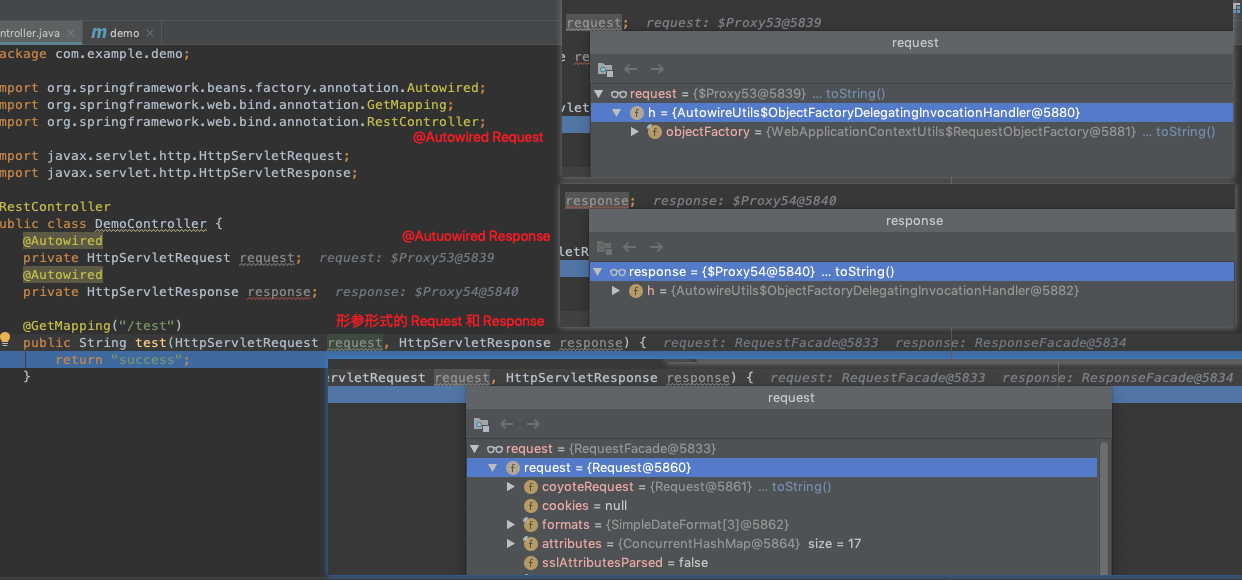 ntroller.java ×
m demo ×
ackage com.example.demo;
mport org.springframework.beans.factory.annotation.Autowired;
mport org.springframework.web.bind.annotation.GetMapping;
mport org.springframework.web.bind.annotation.RestController;
@Autowired Request
mport javax.servlet.http.HttpServletRequest;
mport javax.servlet.http.HttpServletResponse;
RestController
ublic class DemoController {
@Autowired
@Autuowired Response
private HttpServletRequest request; request: $Proxy53@5839
@Autowired
private HttpServletResponse response; response: $Proxy54@5840
@GetMapping("/test")
形参形式的 Request 和 Response
public String test(HttpServletRequest request, HttpServletResponse response) { request: RequestFacade@5833 response: ResponseFacade@5834
return "success";
}
request; request: $Proxy53@5839
request
e re
request = {$Proxy53@5839} ... toString()
vlet
h = {AutowireUtils$ObjectFactoryDelegatingInvocationHandler@5880}
objectFactory = {WebApplicationContextUtils$RequestObjectFactory@5881} ... toString()
response; response: $Proxy54@5840
response
letR
response = {$Proxy54@5840} ... toString()
h = {AutowireUtils$ObjectFactoryDelegatingInvocationHandler@5882}
rvletRequest request, HttpServletResponse response) { request: RequestFacade@5833 response: ResponseFacade@5834
request
request = {RequestFacade@5833}
request = {Request@5860}
coyoteRequest = {Request@5861} ... toString()
cookies = null
formats = {SimpleDateFormat[3]@5862}
attributes = {ConcurrentHashMap@5864} size = 17
sslAttributesParsed = false